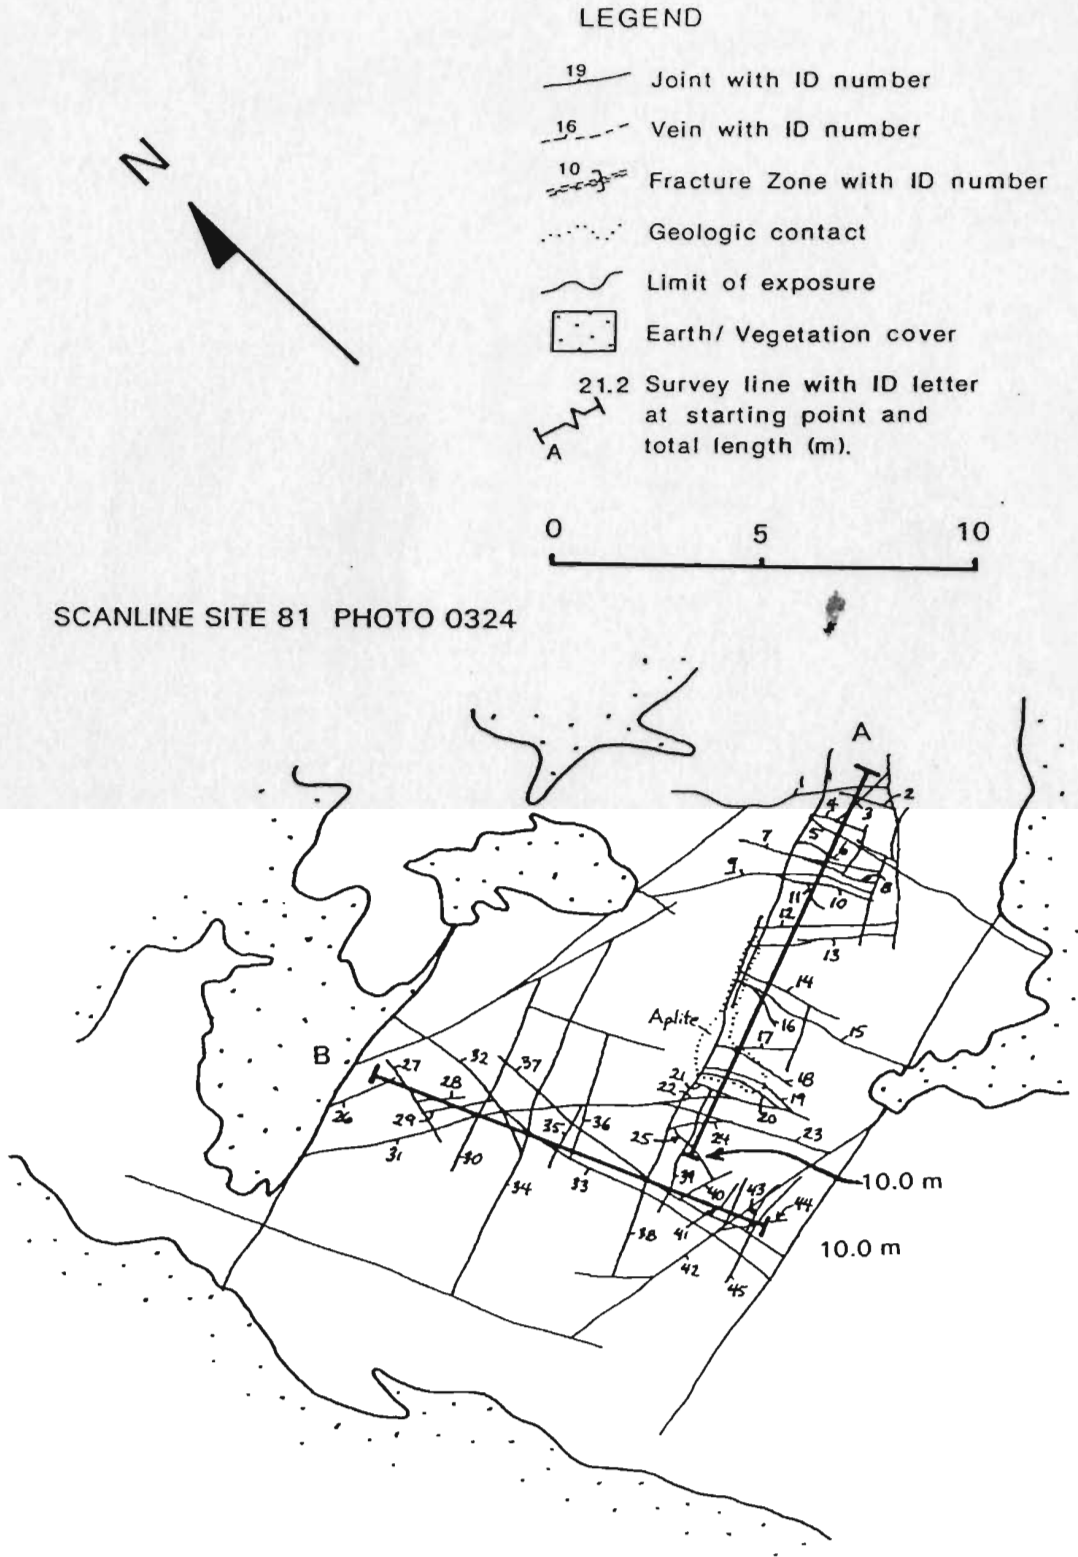 LEGEND
N
19 Joint with ID number
16 Vein with ID number
10 Fracture Zone with ID number
Geologic contact
Limit of exposure
Earth/ Vegetation cover
21.2 Survey line with ID letter
at starting point and
A total length (m).
0 5 10
SCANLINE SITE 81 PHOTO 0324
A
1
2
4
3
5
7
6
8
9
11
10
12
13
14
Aplite
16
15
17
B
18
27
32
37
28
21
22
19
26
29
20
35
36
25
24
23
31
30
39
10.0 m
34
33
40
43
44
38
41
10.0 m
42
45